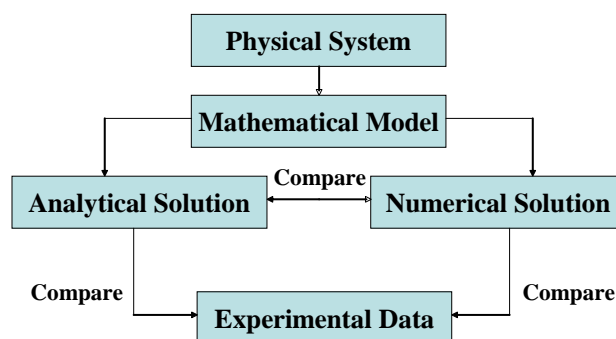 Physical System
Mathematical Model
Compare
Analytical Solution
Numerical Solution
Compare
Compare
Experimental Data